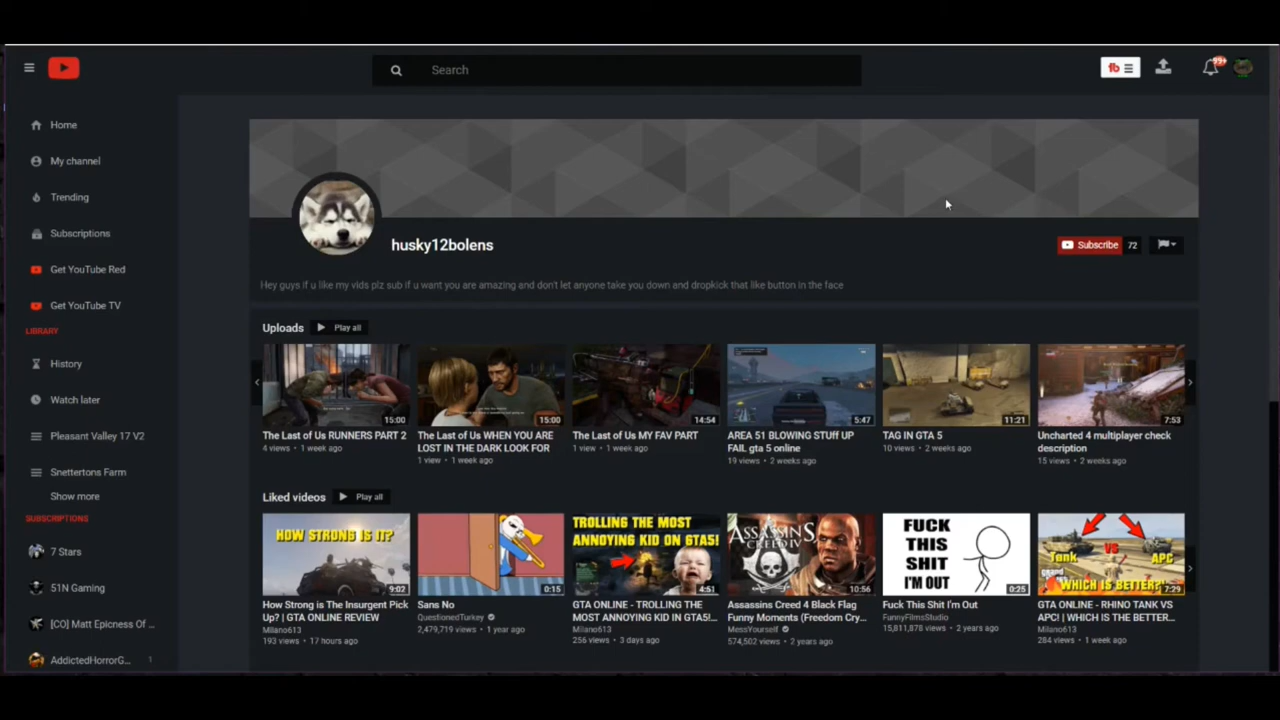 Search
fb
99+
Home
My channel
Trending
Subscriptions
Get YouTube Red
Get YouTube TV
LIBRARY
History
Watch later
Pleasant Valley 17 V2
Snettertons Farm
Show more
SUBSCRIPTIONS
7 Stars
51N Gaming
[CO] Matt Epicness Of ...
AddictedHorrorG... 1
husky12bolens
Subscribe 72
Hey guys if u like my vids plz sub if u want you are amazing and don't let anyone take you down and dropkick that like button in the face
Uploads Play all
15:00
The Last of Us RUNNERS PART 2
4 views • 1 week ago
15:00
The Last of Us WHEN YOU ARE
LOST IN THE DARK LOOK FOR
1 view • 1 week ago
14:54
The Last of Us MY FAV PART
1 view • 1 week ago
5:47
AREA 51 BLOWING STUff UP
FAIL gta 5 online
19 views • 2 weeks ago
11:21
TAG IN GTA 5
10 views • 2 weeks ago
7:53
Uncharted 4 multiplayer check
description
15 views • 2 weeks ago
Liked videos Play all
HOW STRONG IS IT?
9:02
How Strong is The Insurgent Pick
Up? | GTA ONLINE REVIEW
Milano613
193 views • 17 hours ago
0:15
Sans No
QuestionedTurkey
2,479,719 views • 1 year ago
TROLLING THE MOST
ANNOYING KID ON GTA5!
4:51
GTA ONLINE - TROLLING THE
MOST ANNOYING KID IN GTA5!...
Milano613
256 views • 3 days ago
ASSASSIN'S
CREED IV
10:56
Assassins Creed 4 Black Flag
Funny Moments (Freedom Cry...
MessYourself
574,502 views • 2 years ago
FUCK
THIS
SHIT
I'M OUT
0:25
Fuck This Shit I'm Out
FunnyFilmsStudio
15,811,878 views • 2 years ago
Tank VS APC
WHICH IS BETTER?
7:29
GTA ONLINE - RHINO TANK VS
APC! | WHICH IS THE BETTER...
Milano613
284 views • 1 week ago